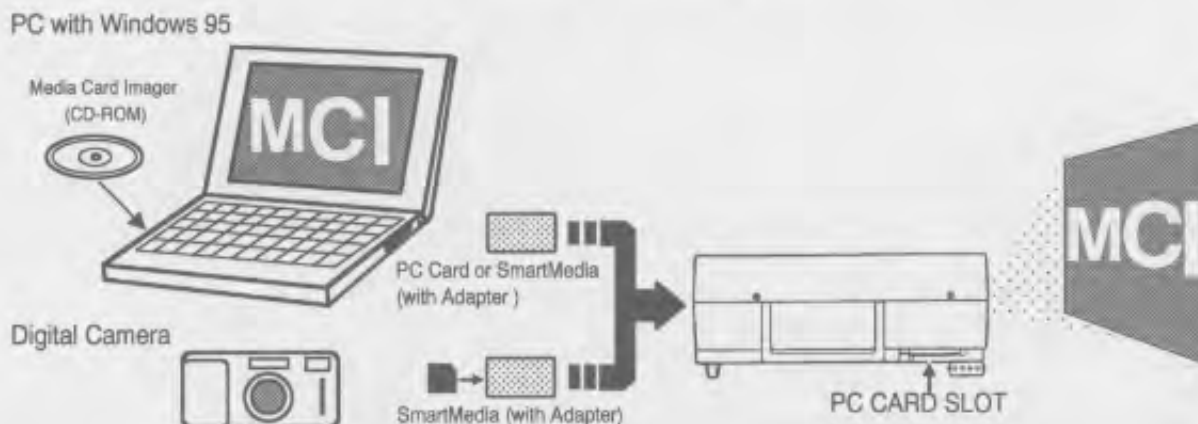 PC with Windows 95
Media Card Imager
(CD-ROM)
MCI
PC Card or SmartMedia
(with Adapter )
Digital Camera
SmartMedia (with Adapter)
PC CARD SLOT
MCI